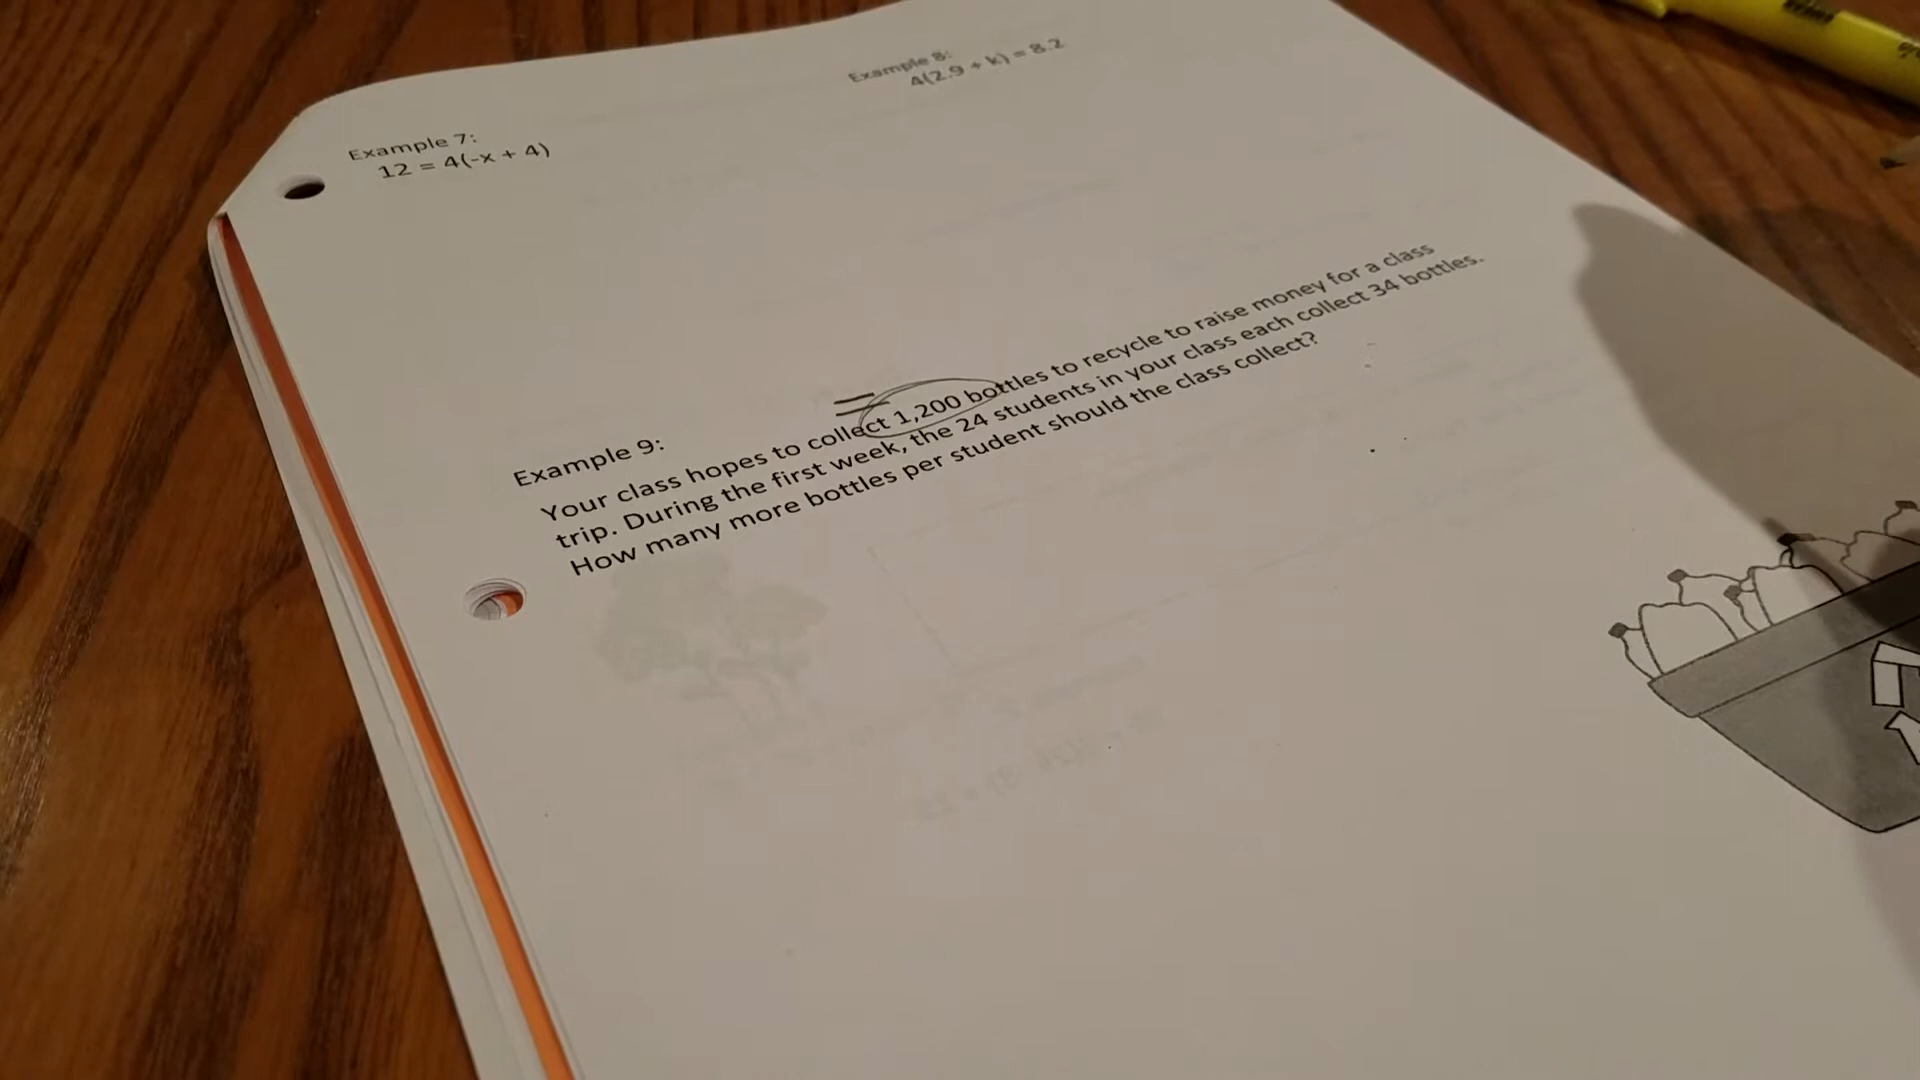 Example 7:
12 = 4(-x + 4)
Example 8:
4(2.9 + k) = 8.2
Example 9:
=
Your class hopes to collect 1,200 bottles to recycle to raise money for a class
trip. During the first week, the 24 students in your class each collect 34 bottles.
How many more bottles per student should the class collect?